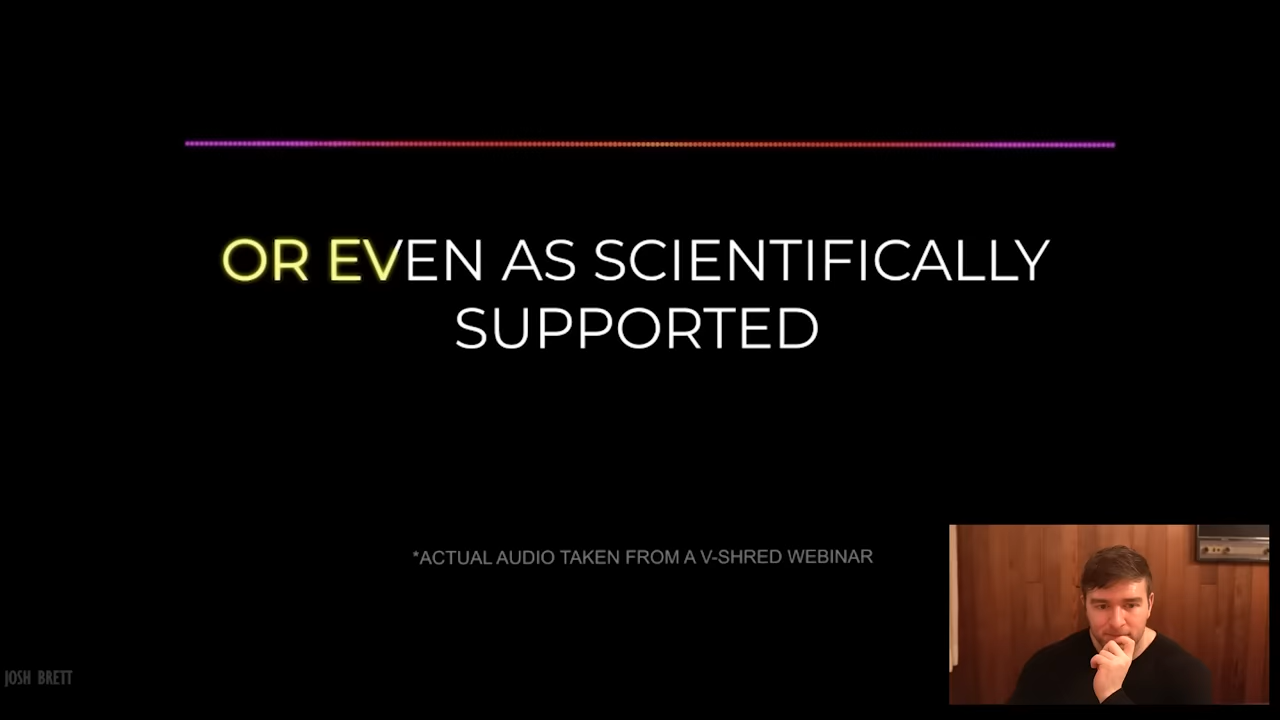 OR EVEN AS SCIENTIFICALLY
SUPPORTED
*ACTUAL AUDIO TAKEN FROM A V-SHRED WEBINAR
JOSH BRETT